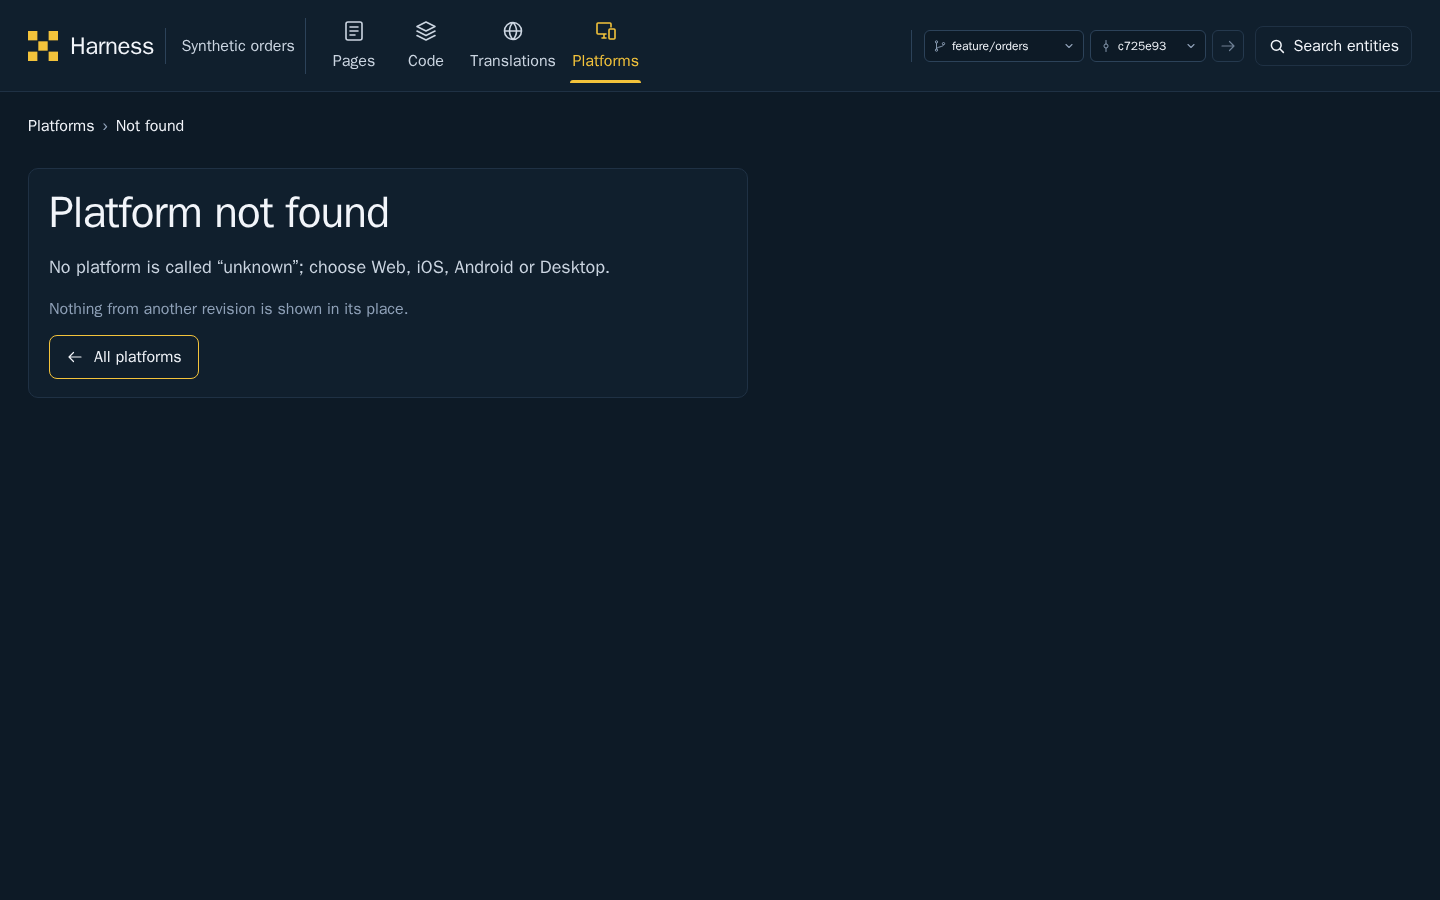 Harness
Synthetic orders
Pages
Code
Translations
Platforms
feature/orders
c725e93
Search entities
Platforms › Not found
Platform not found
No platform is called “unknown”; choose Web, iOS, Android or Desktop.
Nothing from another revision is shown in its place.
All platforms